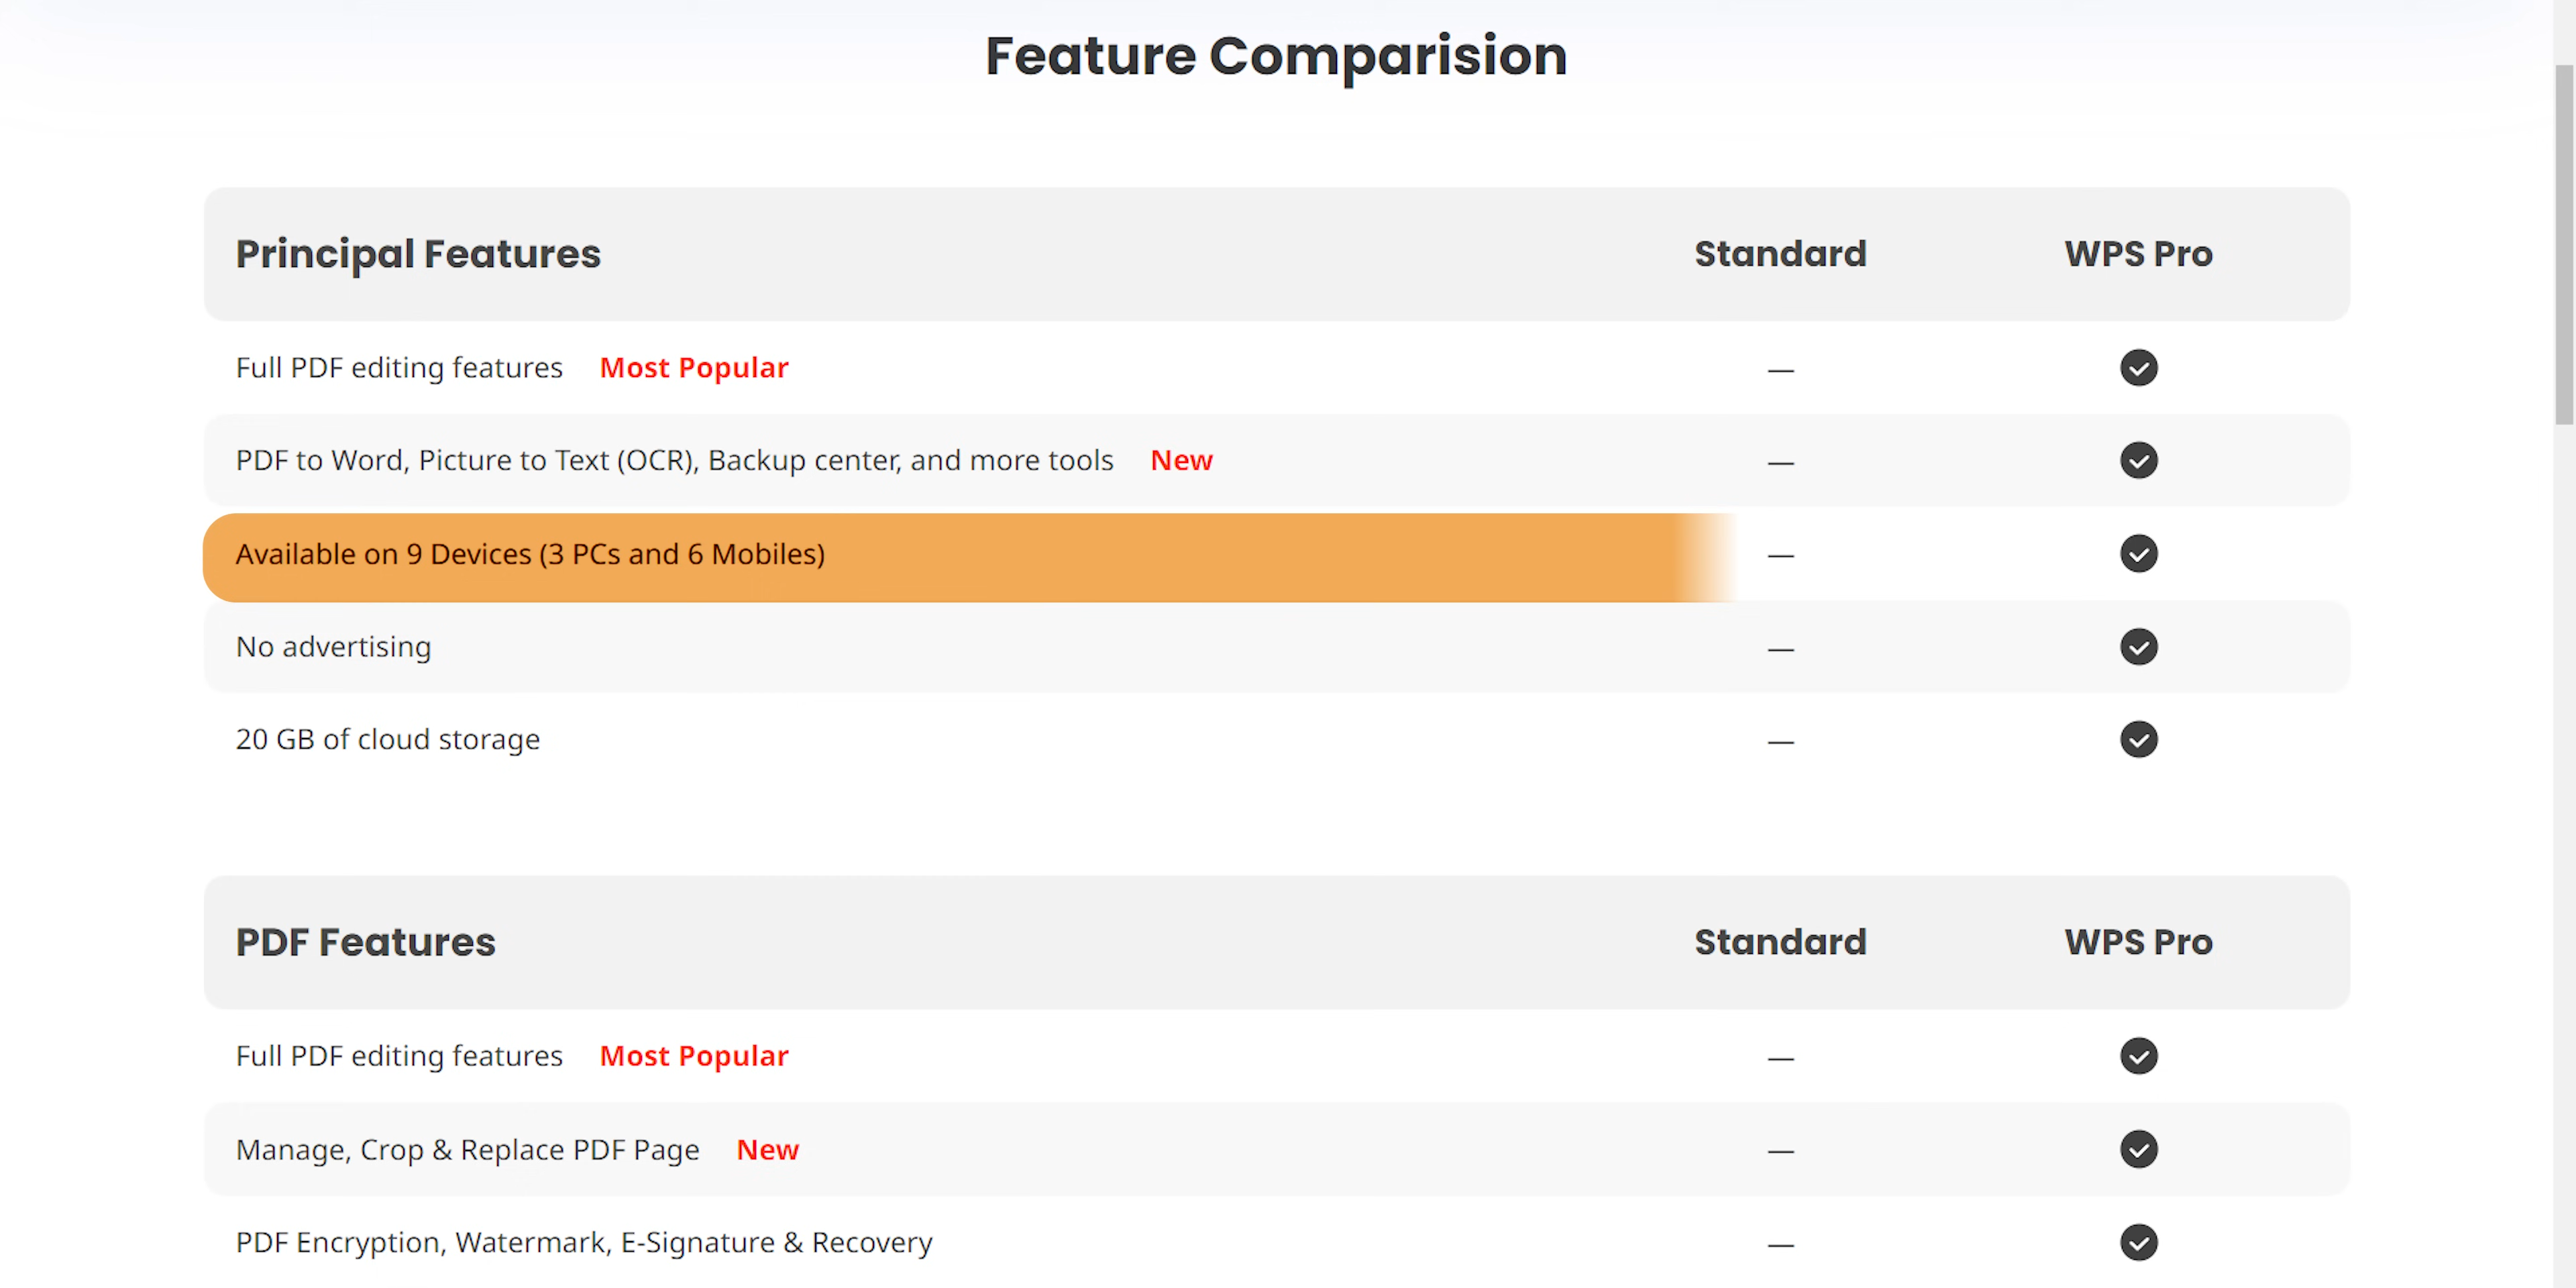 Feature Comparision
Principal Features Standard WPS Pro
Full PDF editing features Most Popular —
PDF to Word, Picture to Text (OCR), Backup center, and more tools New —
Available on 9 Devices (3 PCs and 6 Mobiles) —
No advertising —
20 GB of cloud storage —
PDF Features Standard WPS Pro
Full PDF editing features Most Popular —
Manage, Crop & Replace PDF Page New —
PDF Encryption, Watermark, E-Signature & Recovery —